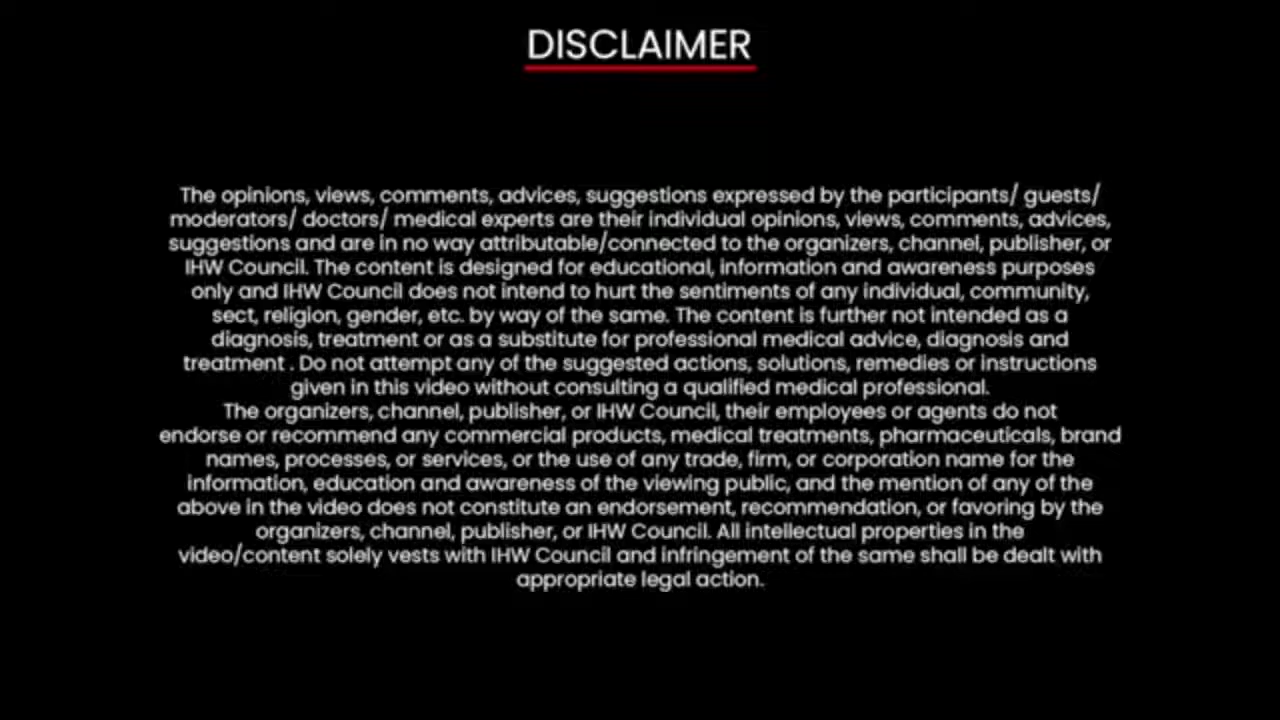 DISCLAIMER
The opinions, views, comments, advices, suggestions expressed by the participants/ guests/
moderators/ doctors/ medical experts are their individual opinions, views, comments, advices,
suggestions and are in no way attributable/connected to the organizers, channel, publisher, or
IHW Council. The content is designed for educational, information and awareness purposes
only and IHW Council does not intend to hurt the sentiments of any individual, community,
sect, religion, gender, etc. by way of the same. The content is further not intended as a
diagnosis, treatment or as a substitute for professional medical advice, diagnosis and
treatment . Do not attempt any of the suggested actions, solutions, remedies or instructions
given in this video without consulting a qualified medical professional.
The organizers, channel, publisher, or IHW Council, their employees or agents do not
endorse or recommend any commercial products, medical treatments, pharmaceuticals, brand
names, processes, or services, or the use of any trade, firm, or corporation name for the
information, education and awareness of the viewing public, and the mention of any of the
above in the video does not constitute an endorsement, recommendation, or favoring by the
organizers, channel, publisher, or IHW Council. All intellectual properties in the
video/content solely vests with IHW Council and infringement of the same shall be dealt with
appropriate legal action.